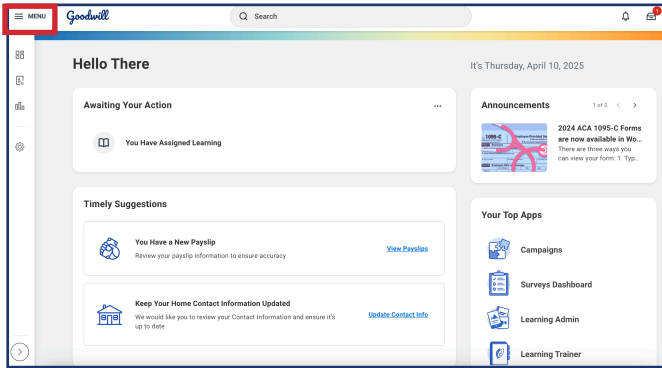 MENU
Goodwill
Search
1
Hello There
It's Thursday, April 10, 2025
Awaiting Your Action
You Have Assigned Learning
Timely Suggestions
You Have a New Payslip
Review your payslip information to ensure accuracy
View Payslips
Keep Your Home Contact Information Updated
We would like you to review your Contact Information and ensure it's
up to date
Update Contact Info
Announcements
1 of 2
1095-C
2024 ACA 1095-C Forms
are now available in Wo...
There are three ways you
can view your form: 1. Typ...
Your Top Apps
Campaigns
Surveys Dashboard
Learning Admin
Learning Trainer